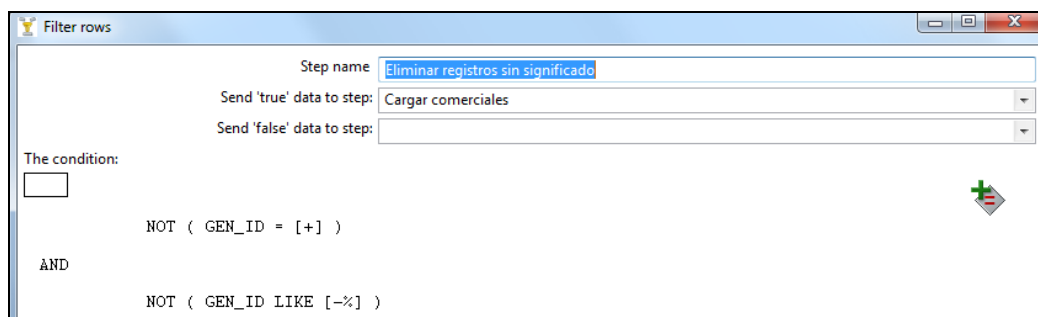 Filter rows
Step name Eliminar registros sin significado
Send 'true' data to step: Cargar comerciales
Send 'false' data to step:
The condition:
NOT ( GEN_ID = [+] )
AND
NOT ( GEN_ID LIKE [-%] )